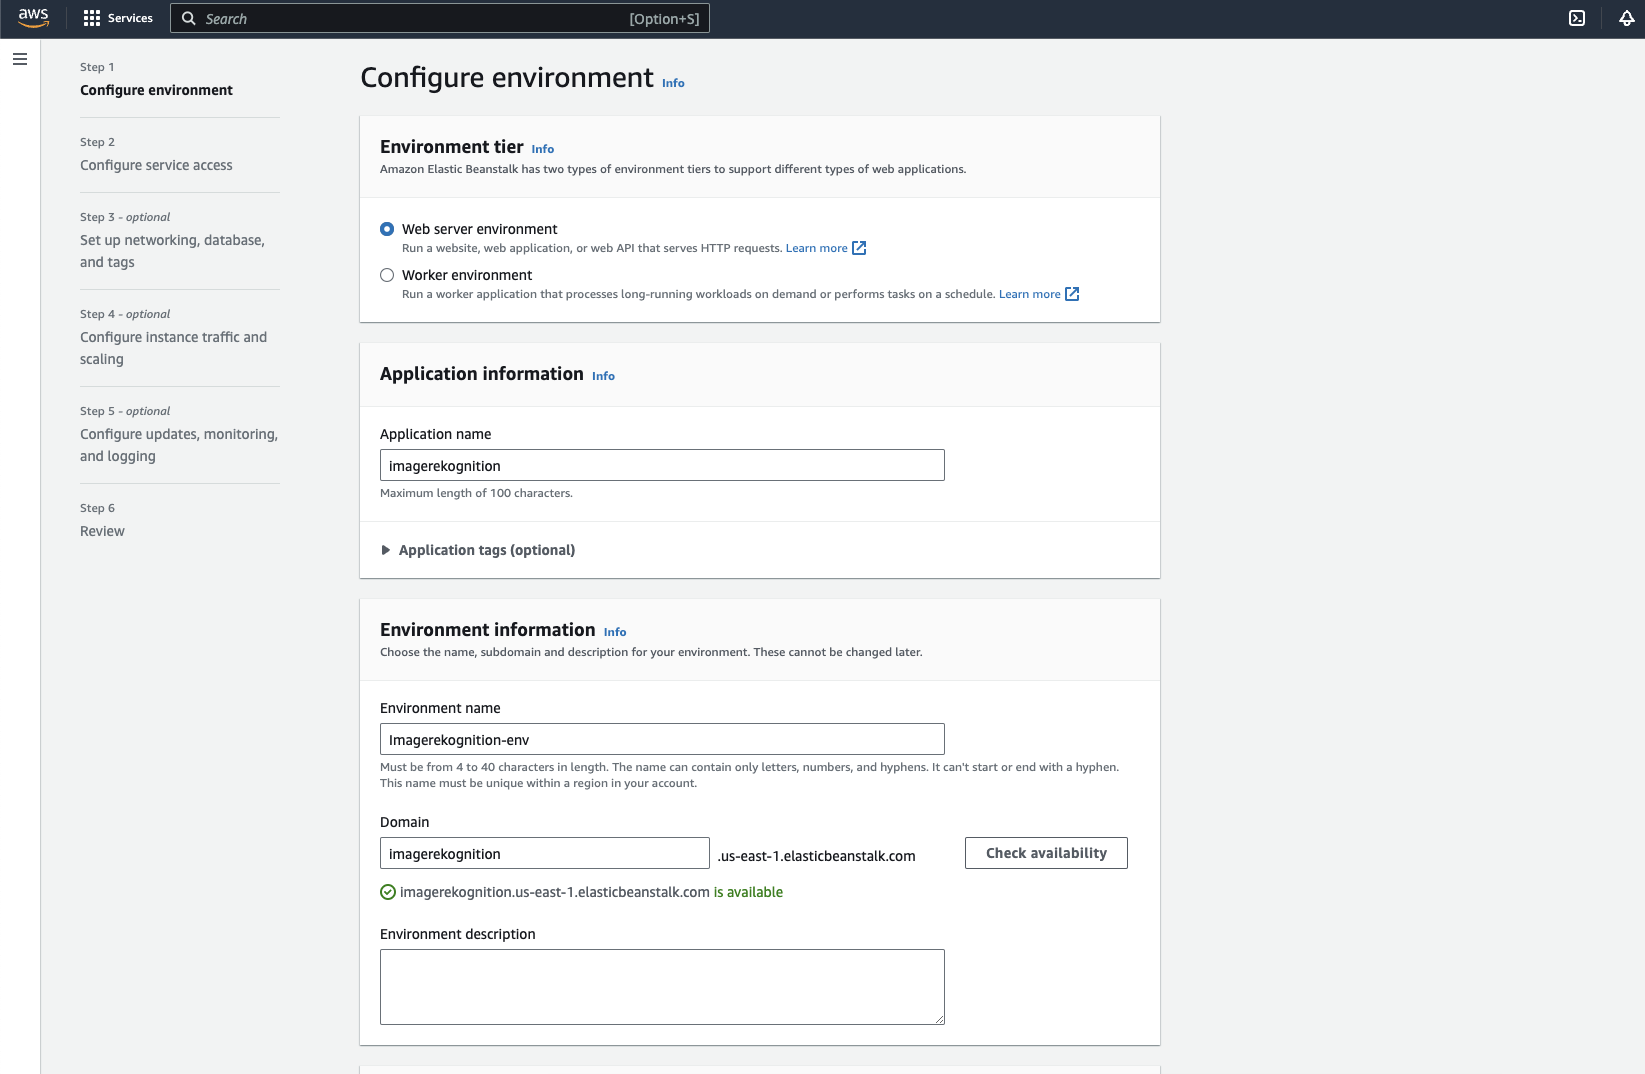 aws
Services
Search
[Option+S]
Step 1
Configure environment
Step 2
Configure service access
Step 3 - optional
Set up networking, database,
and tags
Step 4 - optional
Configure instance traffic and
scaling
Step 5 - optional
Configure updates, monitoring,
and logging
Step 6
Review
Configure environment Info
Environment tier Info
Amazon Elastic Beanstalk has two types of environment tiers to support different types of web applications.
Web server environment
Run a website, web application, or web API that serves HTTP requests. Learn more
Worker environment
Run a worker application that processes long-running workloads on demand or performs tasks on a schedule. Learn more
Application information Info
Application name
imagerekognition
Maximum length of 100 characters.
Application tags (optional)
Environment information Info
Choose the name, subdomain and description for your environment. These cannot be changed later.
Environment name
Imagerekognition-env
Must be from 4 to 40 characters in length. The name can contain only letters, numbers, and hyphens. It can't start or end with a hyphen.
This name must be unique within a region in your account.
Domain
imagerekognition
.us-east-1.elasticbeanstalk.com
Check availability
imagerekognition.us-east-1.elasticbeanstalk.com is available
Environment description